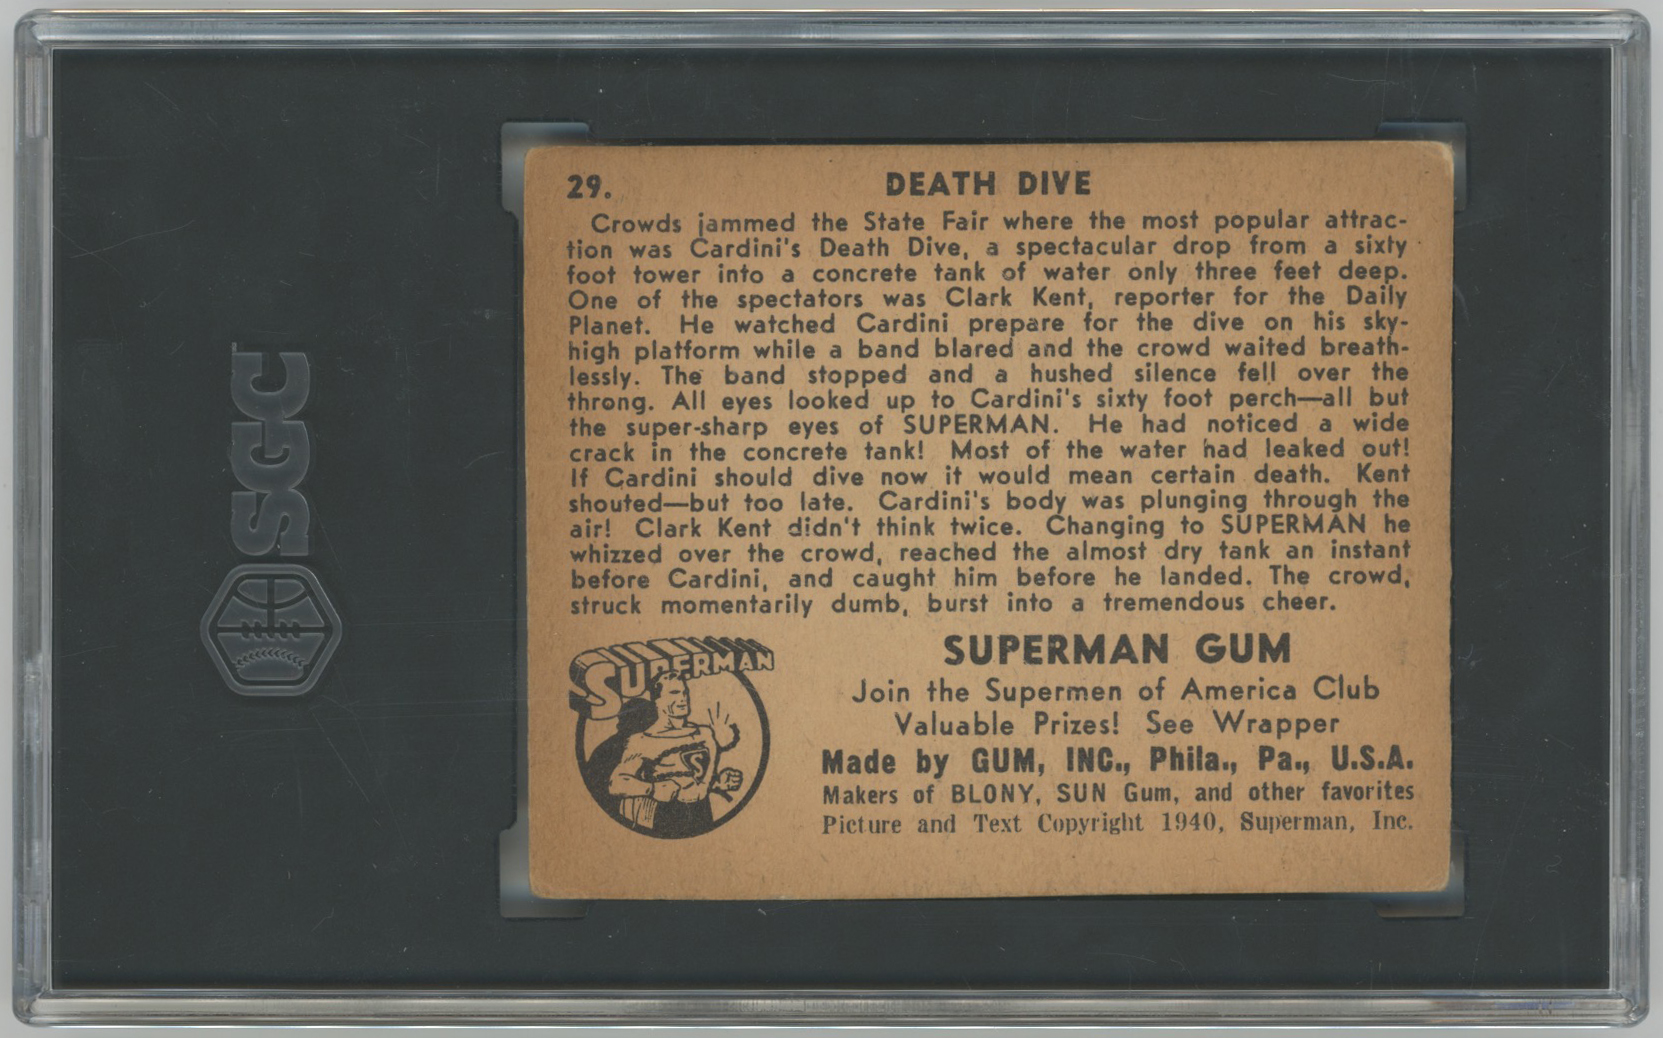 SGC
29. DEATH DIVE
Crowds jammed the State Fair where the most popular attrac-
tion was Cardini's Death Dive, a spectacular drop from a sixty
foot tower into a concrete tank of water only three feet deep.
One of the spectators was Clark Kent, reporter for the Daily
Planet. He watched Cardini prepare for the dive on his sky-
high platform while a band blared and the crowd waited breath-
lessly. The band stopped and a hushed silence fell over the
throng. All eyes looked up to Cardini's sixty foot perch—all but
the super-sharp eyes of SUPERMAN. He had noticed a wide
crack in the concrete tank! Most of the water had leaked out!
If Cardini should dive now it would mean certain death. Kent
shouted—but too late. Cardini's body was plunging through the
air! Clark Kent didn't think twice. Changing to SUPERMAN he
whizzed over the crowd, reached the almost dry tank an instant
before Cardini, and caught him before he landed. The crowd,
struck momentarily dumb, burst into a tremendous cheer.
SUPERMAN
S
SUPERMAN GUM
Join the Supermen of America Club
Valuable Prizes! See Wrapper
Made by GUM, INC., Phila., Pa., U.S.A.
Makers of BLONY, SUN Gum, and other favorites
Picture and Text Copyright 1940, Superman, Inc.